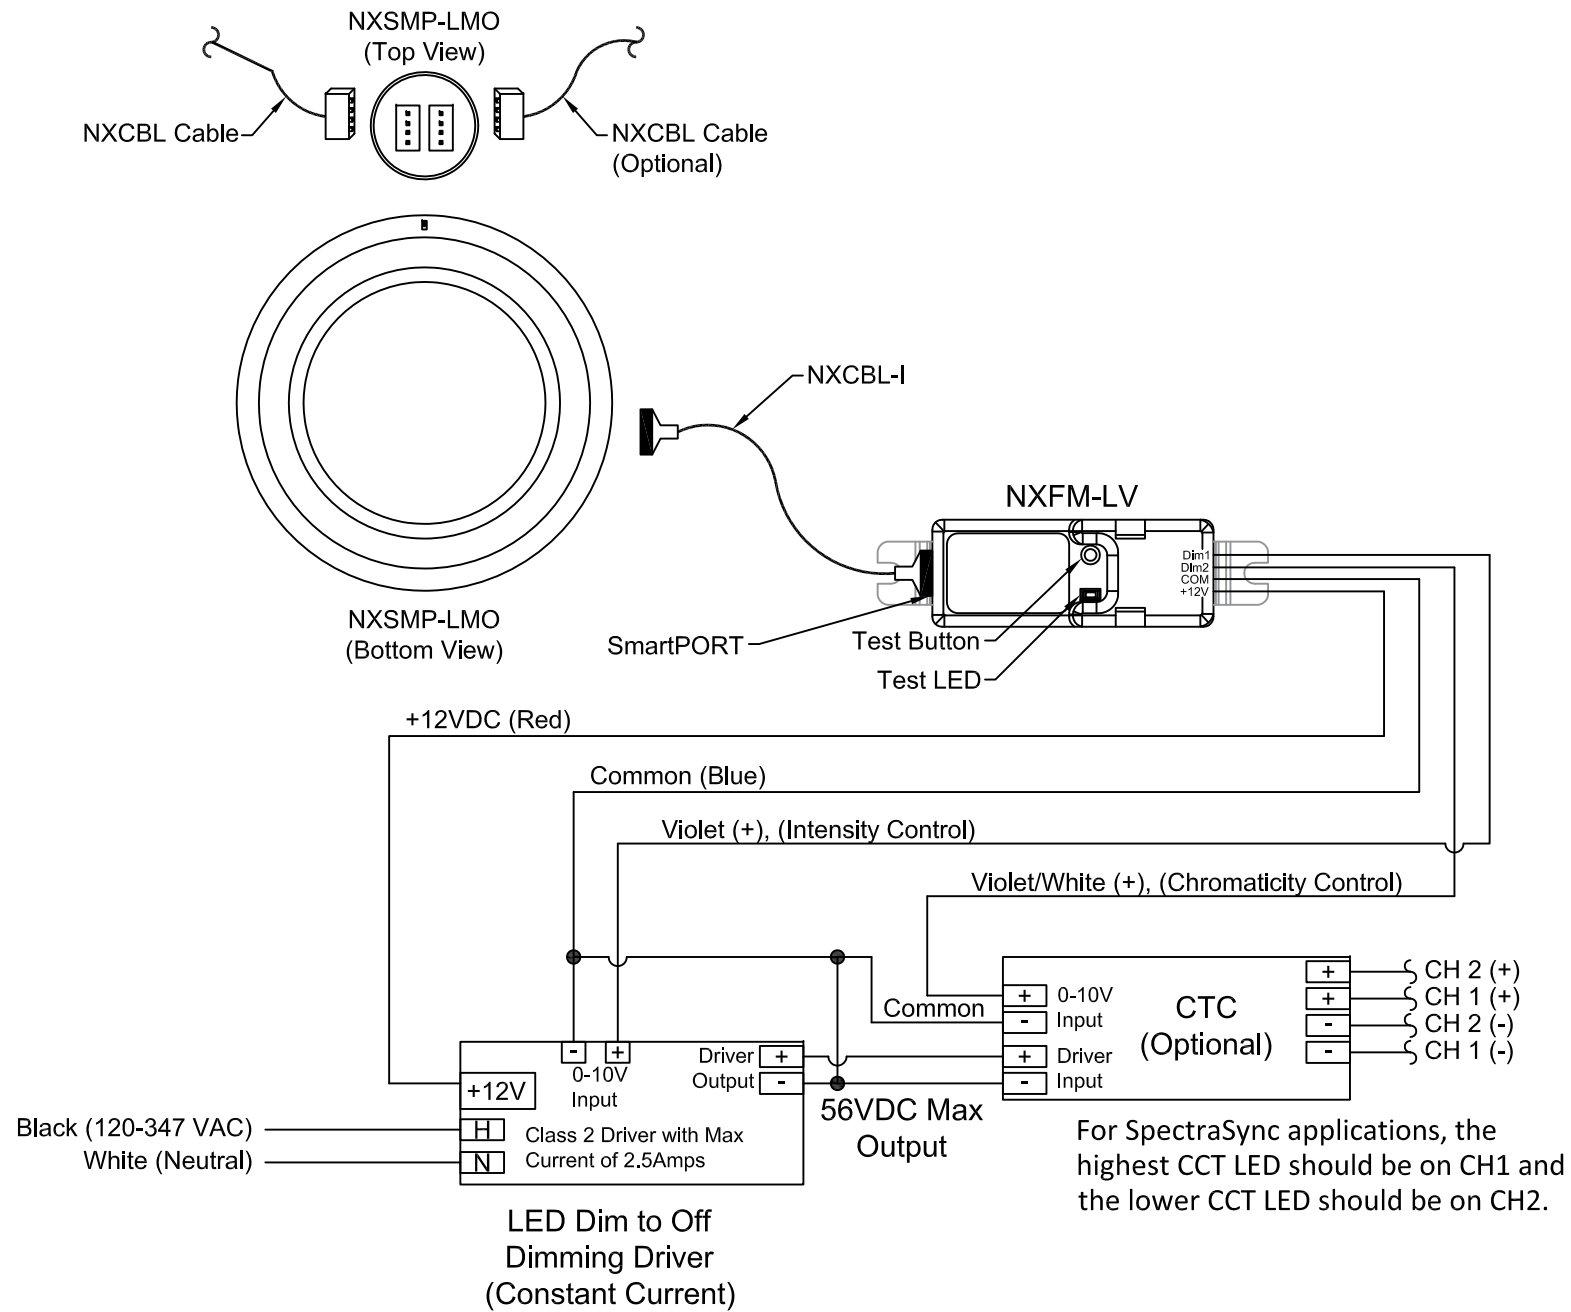 NXSMP-LMO
(Top View)
NXCBL Cable
NXCBL Cable
(Optional)
NXCBL-I
NXFM-LV
Dim1
DIm2
COM
+12V
NXSMP-LMO
(Bottom View)
SmartPORT
Test Button
Test LED
+12VDC (Red)
Common (Blue)
Violet (+), (Intensity Control)
Violet/White (+), (Chromaticity Control)
+ CH 2 (+)
+ CH 1 (+)
- CH 2 (-)
- CH 1 (-)
+ 0-10V
- Input
Common
CTC
(Optional)
+ Driver
- Input
- +
0-10V
Input
Driver +
Output -
+12V
56VDC Max
Output
Black (120-347 VAC) H
White (Neutral) N
Class 2 Driver with Max
Current of 2.5Amps
For SpectraSync applications, the
highest CCT LED should be on CH1 and
the lower CCT LED should be on CH2.
LED Dim to Off
Dimming Driver
(Constant Current)